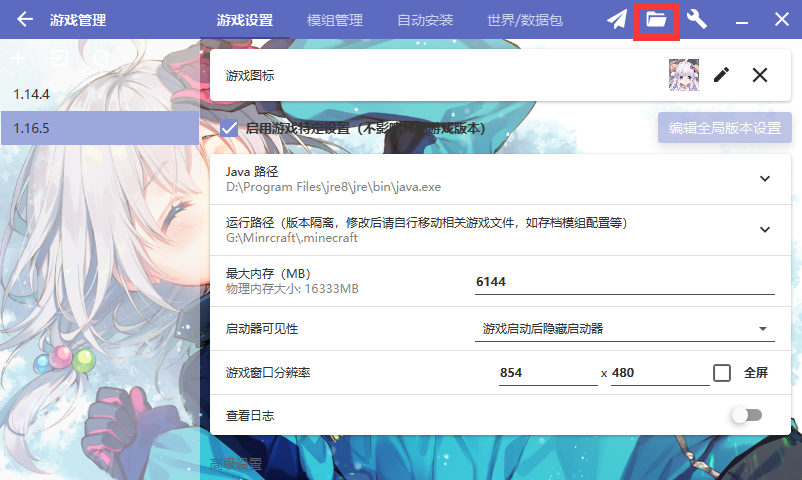 游戏管理
游戏设置 模组管理 自动安装 世界/数据包
1.14.4
1.16.5
游戏图标
启用游戏特定设置（不影响其他游戏版本）
编辑全局版本设置
Java 路径
D:\Program Files\jre8\jre\bin\java.exe
运行路径（版本隔离，修改后请自行移动相关游戏文件，如存档模组配置等）
G:\Minrcraft\.minecraft
最大内存（MB）
物理内存大小: 16333MB
6144
启动器可见性
游戏启动后隐藏启动器
游戏窗口分辨率
854 x 480
全屏
查看日志
高级设置